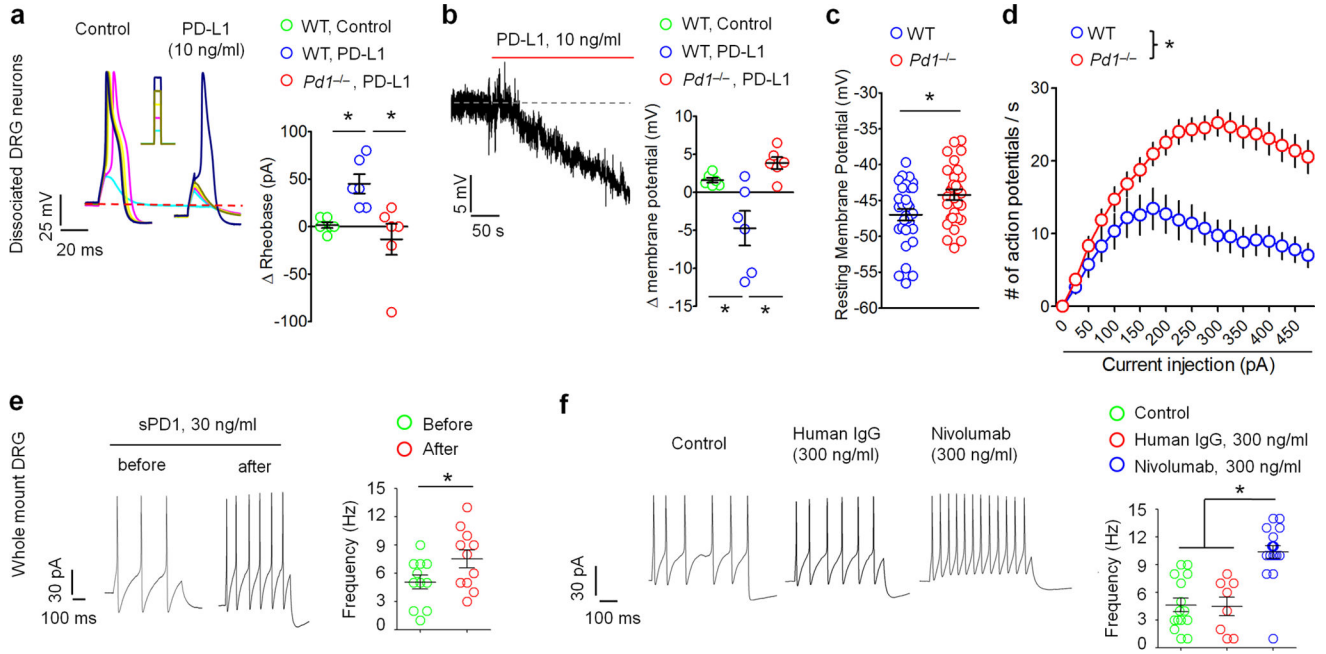 a
Dissociated DRG neurons
Control
PD-L1
(10 ng/ml)
25 mV
20 ms
WT, Control
WT, PD-L1
Pd1–/– , PD-L1
Δ Rheobase (pA)
100
50
0
-50
-100
*
*
b
PD-L1, 10 ng/ml
5 mV
50 s
WT, Control
WT, PD-L1
Pd1–/– , PD-L1
Δ membrane potential (mV)
10
5
0
-5
-10
-15
*
*
c
WT
Pd1–/–
Resting Membrane Potential (mV)
-35
-40
-45
-50
-55
-60
-30
*
d
WT
Pd1–/–
*
# of action potentials / s
30
20
10
0
0
50
100
150
200
250
300
350
400
450
Current injection (pA)
e
Whole mount DRG
sPD1, 30 ng/ml
before
after
30 pA
100 ms
Before
After
Frequency (Hz)
15
12
9
6
3
0
*
f
Control
Human IgG
(300 ng/ml)
Nivolumab
(300 ng/ml)
30 pA
100 ms
Control
Human IgG, 300 ng/ml
Nivolumab, 300 ng/ml
Frequency (Hz)
15
12
9
6
3
0
*